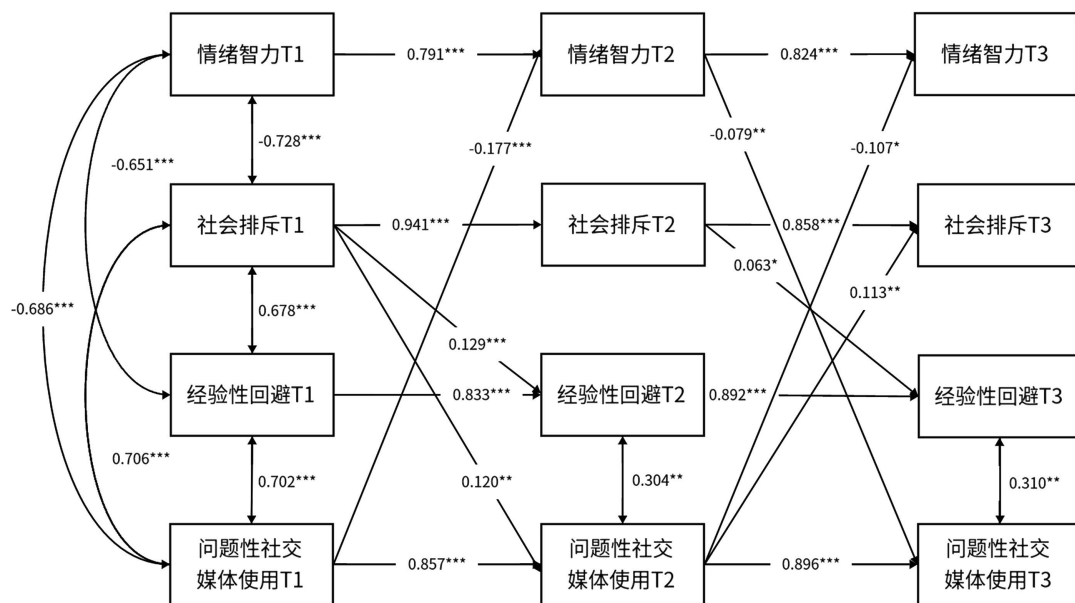 情绪智力T1
0.791***
情绪智力T2
0.824***
情绪智力T3
-0.728***
-0.177***
-0.079**
-0.107*
-0.651***
社会排斥T1
0.941***
社会排斥T2
0.858***
社会排斥T3
0.063*
0.113**
-0.686***
0.678***
0.129***
经验性回避T1
0.833***
经验性回避T2
0.892***
经验性回避T3
0.706***
0.702***
0.120**
0.304**
0.310**
问题性社交
媒体使用T1
0.857***
问题性社交
媒体使用T2
0.896***
问题性社交
媒体使用T3